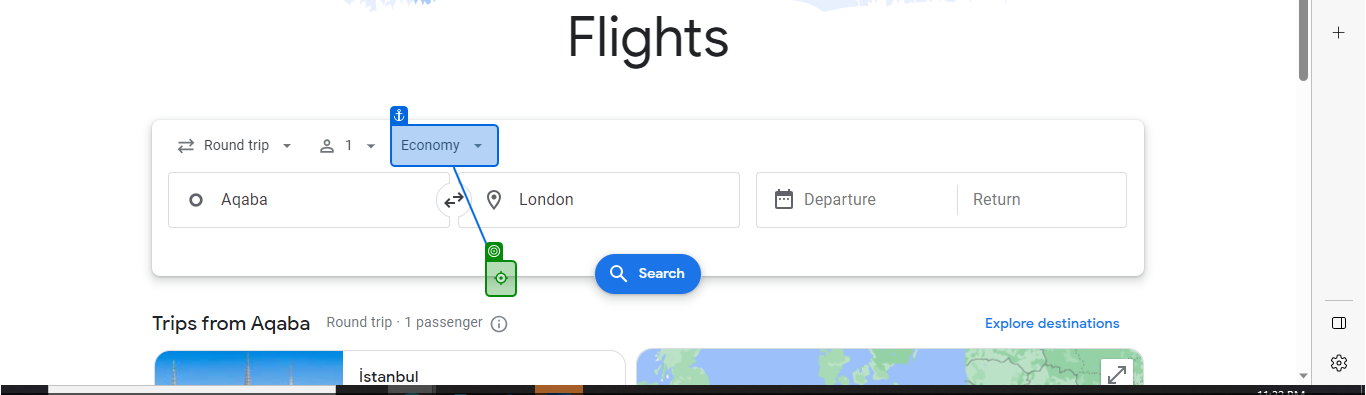 Flights
Round trip 1 Economy
Aqaba London Departure Return
Search
Trips from Aqaba Round trip · 1 passenger Explore destinations
İstanbul